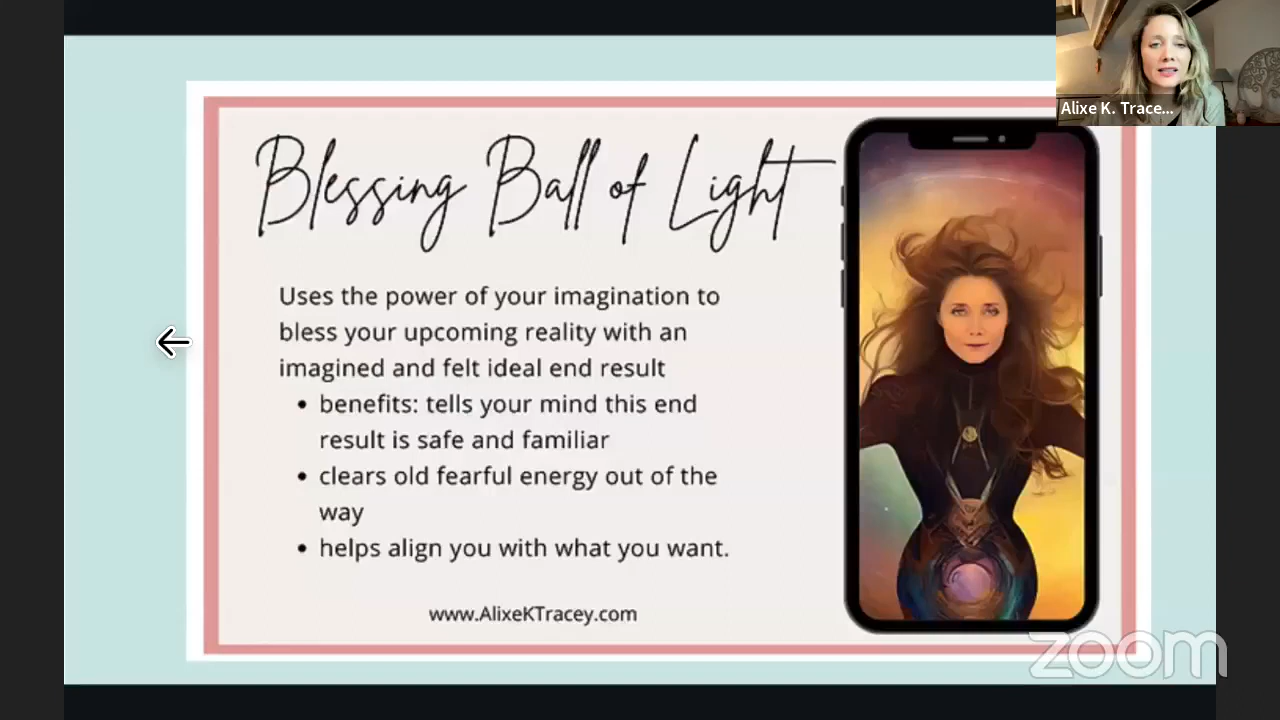 Alixe K. Trace...
Blessing Ball of Light
Uses the power of your imagination to
bless your upcoming reality with an
imagined and felt ideal end result
• benefits: tells your mind this end
result is safe and familiar
• clears old fearful energy out of the
way
• helps align you with what you want.
www.AlixeKTracey.com
zoom